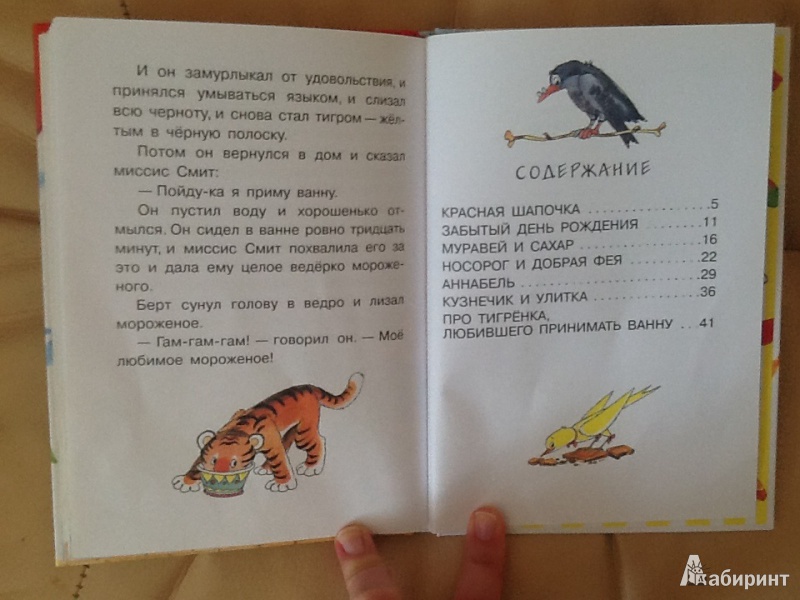 И он замурлыкал от удовольствия, и
принялся умываться языком, и слизал
всю черноту, и снова стал тигром — жёл-
тым в чёрную полоску.
Потом он вернулся в дом и сказал
миссис Смит:
— Пойду-ка я приму ванну.
Он пустил воду и хорошенько от-
мылся. Он сидел в ванне ровно тридцать
минут, и миссис Смит похвалила его за
это и дала ему целое ведёрко мороже-
ного.
Берт сунул голову в ведро и лизал
мороженое.
— Гам-гам-гам! — говорил он. — Моё
любимое мороженое!
СОДЕРЖАНИЕ
КРАСНАЯ ШАПОЧКА . . . . . . . . . . . . . . 5
ЗАБЫТЫЙ ДЕНЬ РОЖДЕНИЯ . . . . . . . 11
МУРАВЕЙ И САХАР . . . . . . . . . . . . . . 16
НОСОРОГ И ДОБРАЯ ФЕЯ . . . . . . . . . 22
АННАБЕЛЬ . . . . . . . . . . . . . . . . . . . . 29
КУЗНЕЧИК И УЛИТКА . . . . . . . . . . . . 36
ПРО ТИГРЁНКА,
ЛЮБИВШЕГО ПРИНИМАТЬ ВАННУ . . 41
Лабиринт